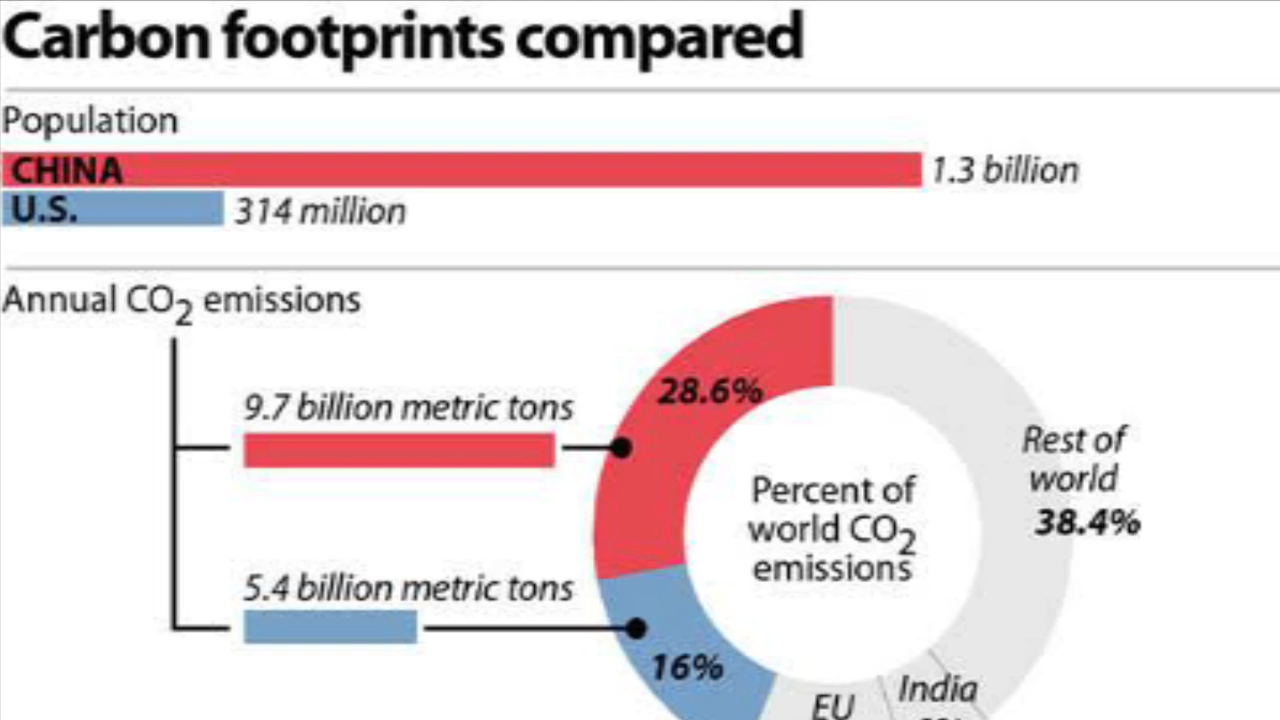 Carbon footprints compared
Population
CHINA
1.3 billion
U.S.
314 million
Annual CO2 emissions
9.7 billion metric tons
28.6%
Rest of
world
38.4%
Percent of
world CO2
emissions
5.4 billion metric tons
16%
EU
India